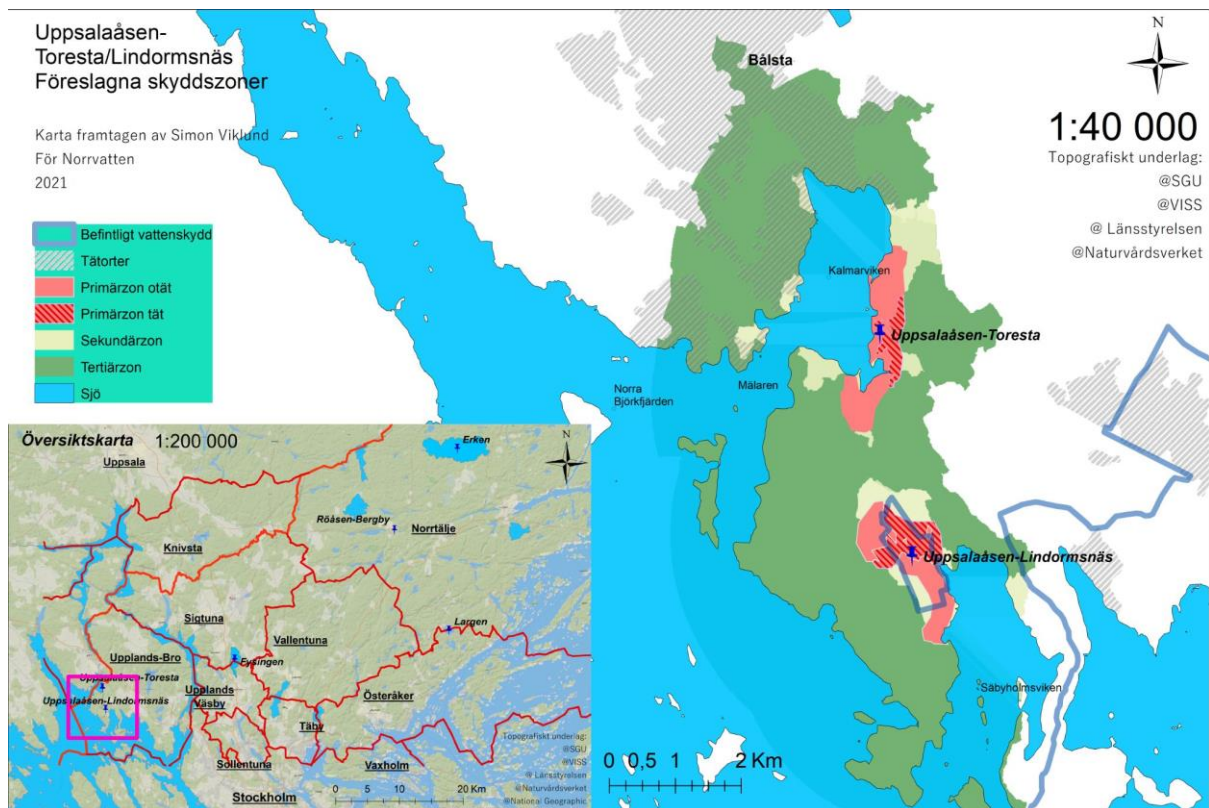 Uppsalaåsen-
Toresta/Lindormsnäs
Föreslagna skyddszoner
Karta framtagen av Simon Viklund
För Norrvatten
2021
Befintligt vattenskydd
Tätorter
Primärzon otät
Primärzon tät
Sekundärzon
Tertiärzon
Sjö
Bålsta
N
1:40 000
Topografiskt underlag:
@SGU
@VISS
@ Länsstyrelsen
@Naturvårdsverket
Kalmarviken
Uppsalaåsen-Toresta
Norra
Björkfjärden
Mälaren
Uppsalaåsen-Lindormsnäs
Säbyholmsviken
0 0,5 1 2 Km
Översiktskarta 1:200 000
N
Erken
Uppsala
Röåsen-Bergby
Norrtälje
Knivsta
Sigtuna
Largen
Vallentuna
Upplands-Bro
Fysingen
Uppsalaåsen-Toresta
Upplands
Väsby
Österåker
Uppsalaåsen-Lindormsnäs
Täby
Sollentuna
Vaxholm
Stockholm
Topografiskt underlag:
@SGU
@VISS
@ Länsstyrelsen
@Naturvårdsverket
@National Geographic
0 5 10 20 Km